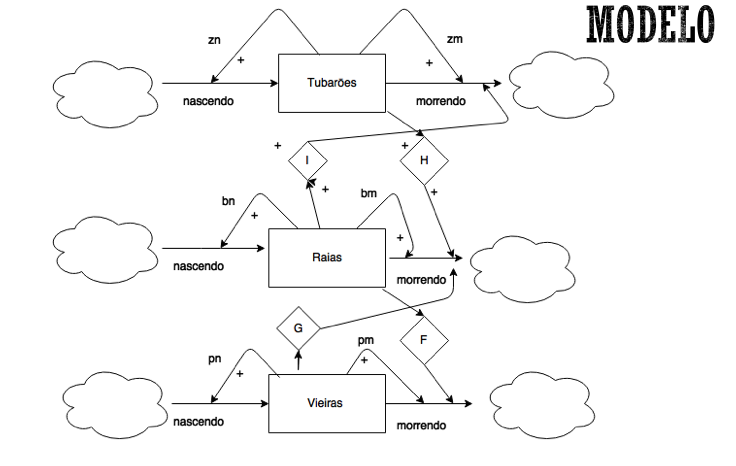 MODELO
zn
zm
+
+
Tubarões
nascendo
morrendo
+
+
I
H
+
+
bn
bm
+
+
Raias
nascendo
morrendo
G
F
pn
pm
+
+
Vieiras
nascendo
morrendo